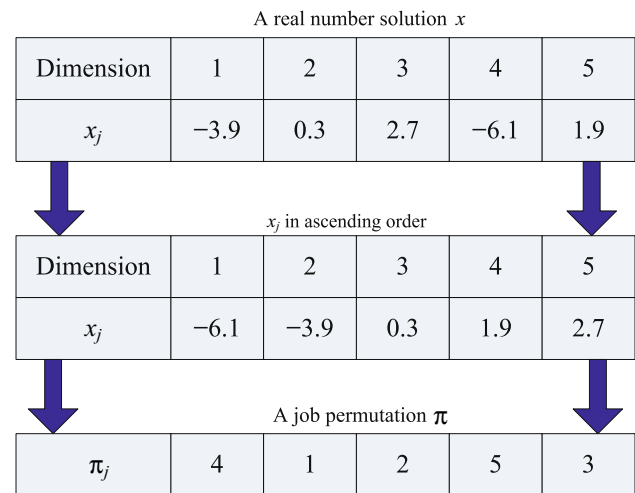 A real number solution x
Dimension 1 2 3 4 5
xj −3.9 0.3 2.7 −6.1 1.9
xj in ascending order
Dimension 1 2 3 4 5
xj −6.1 −3.9 0.3 1.9 2.7
A job permutation π
πj 4 1 2 5 3